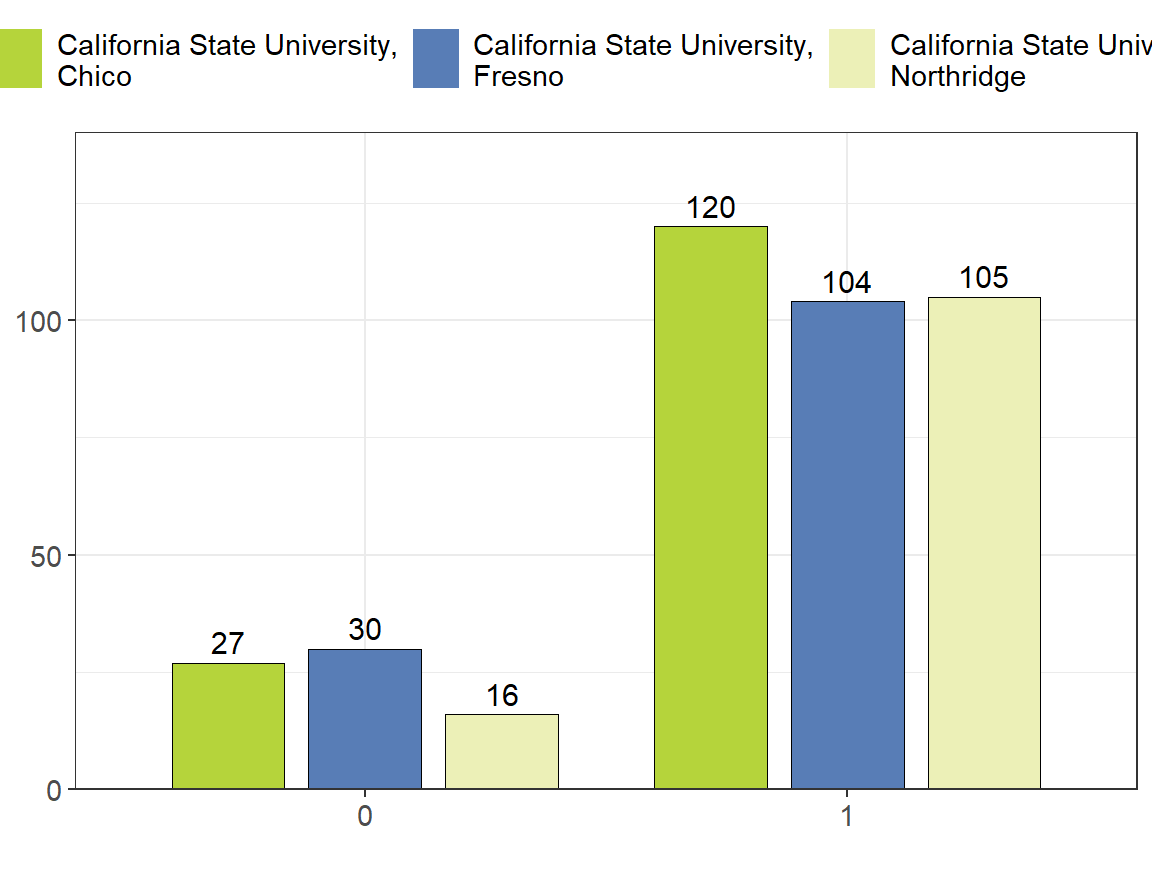 California State University,
Chico
California State University,
Fresno
California State Univ
Northridge
120
104
105
100
50
27
30
16
0
0
1